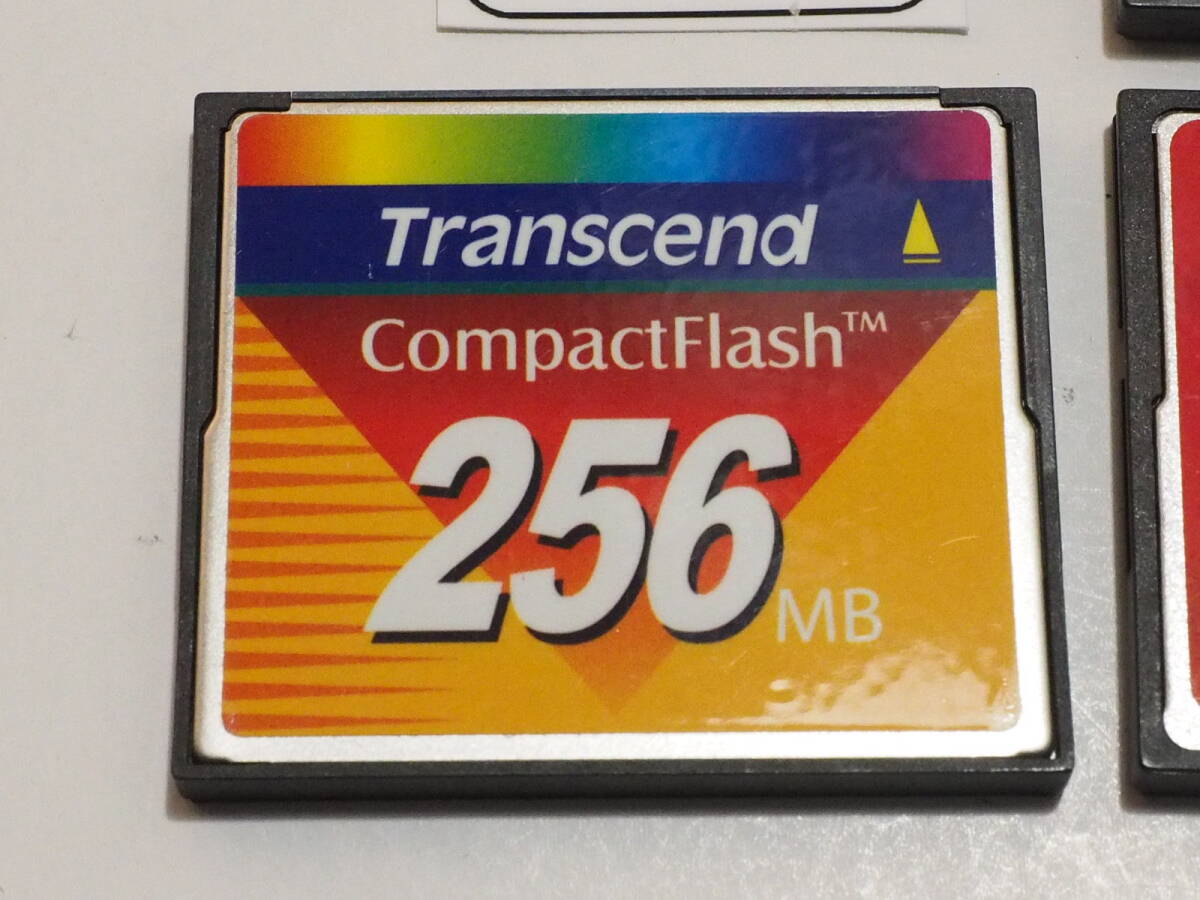 Transcend
CompactFlash™
256
MB